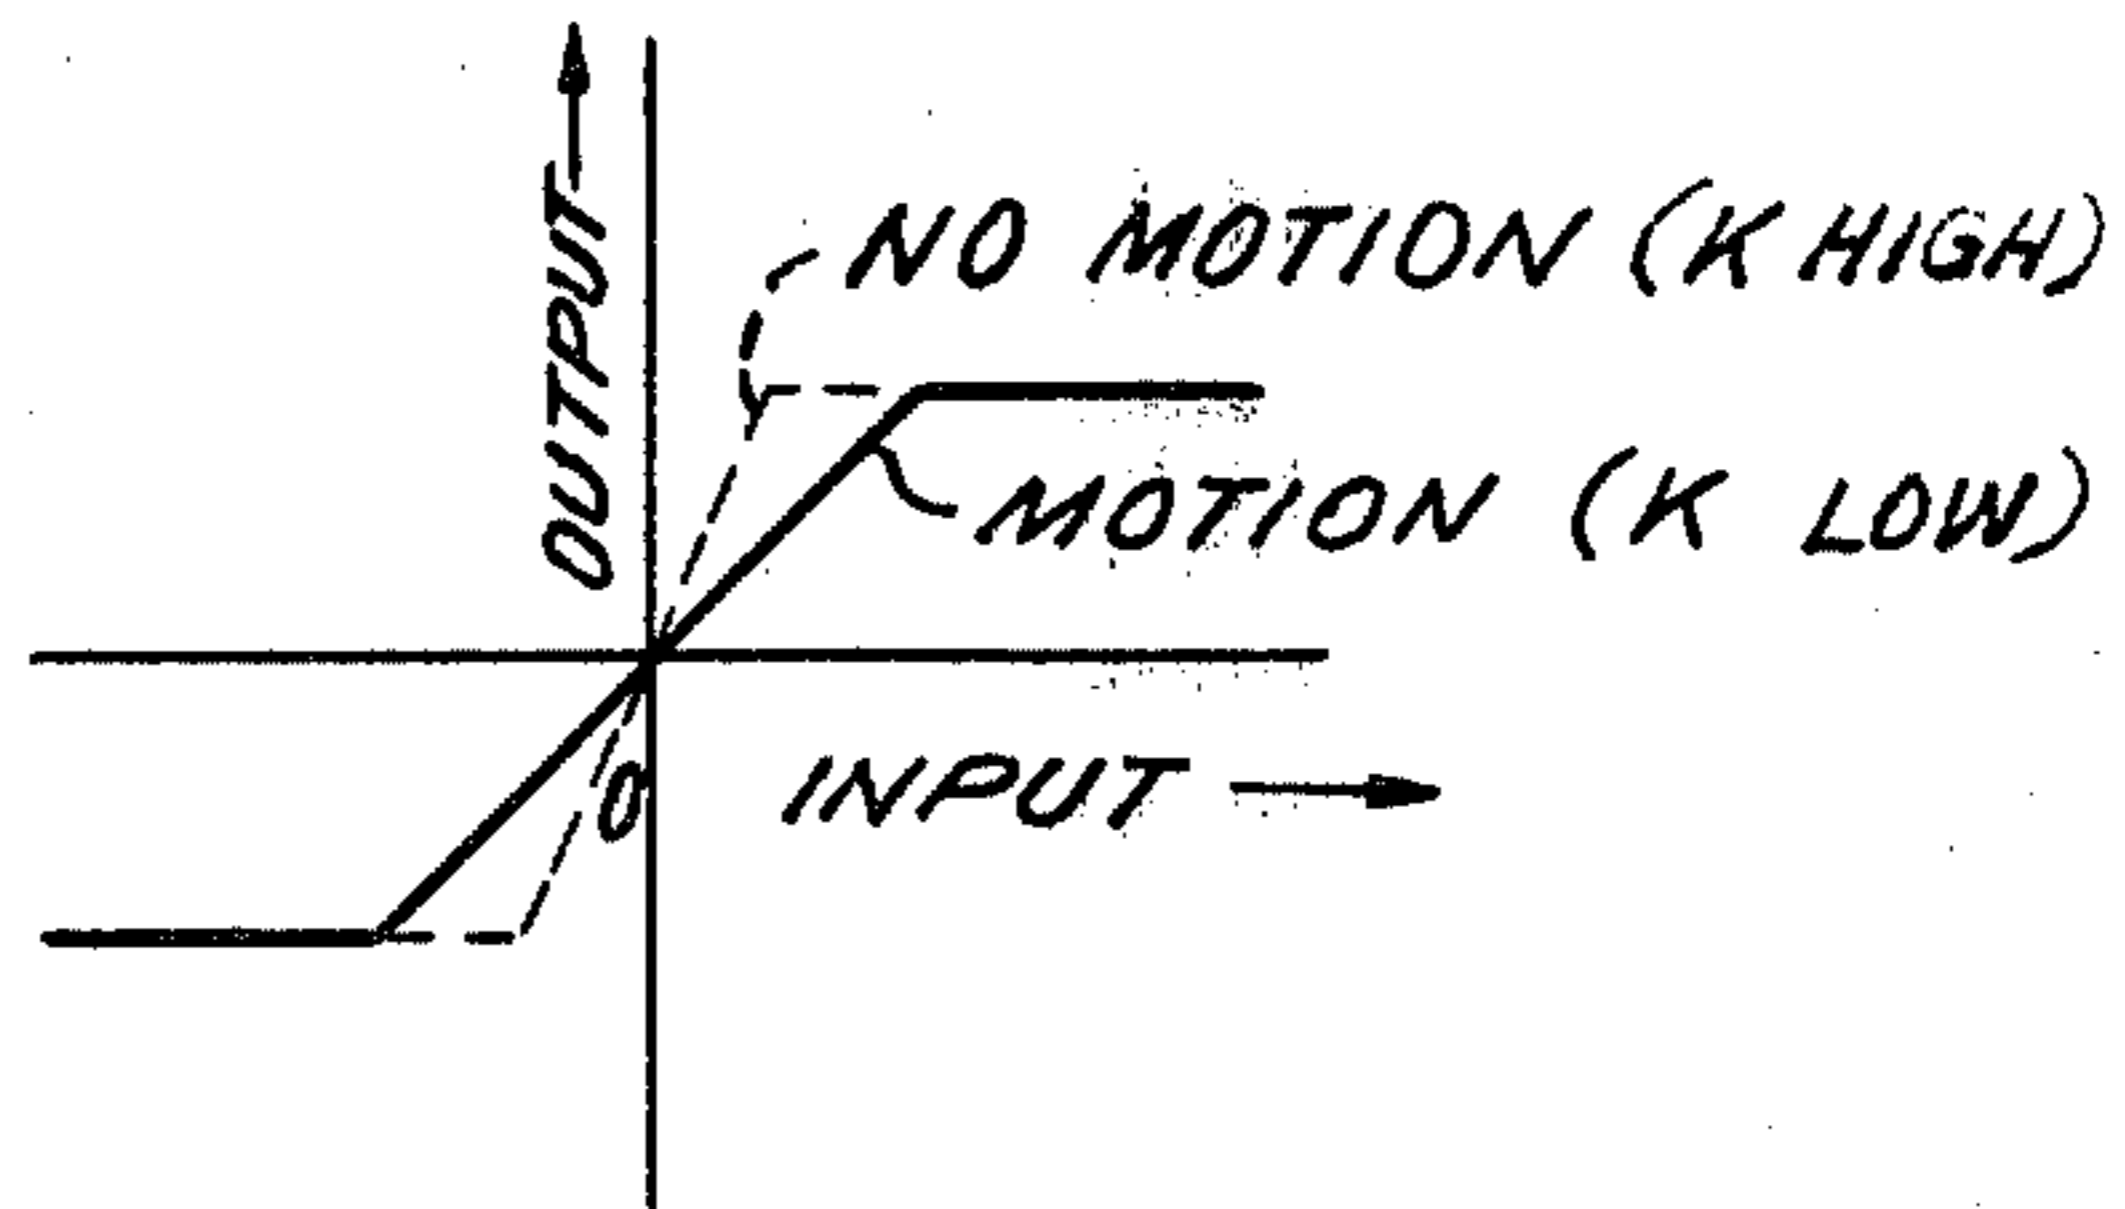 OUTPUT
NO MOTION (K HIGH)
MOTION (K LOW)
0
INPUT